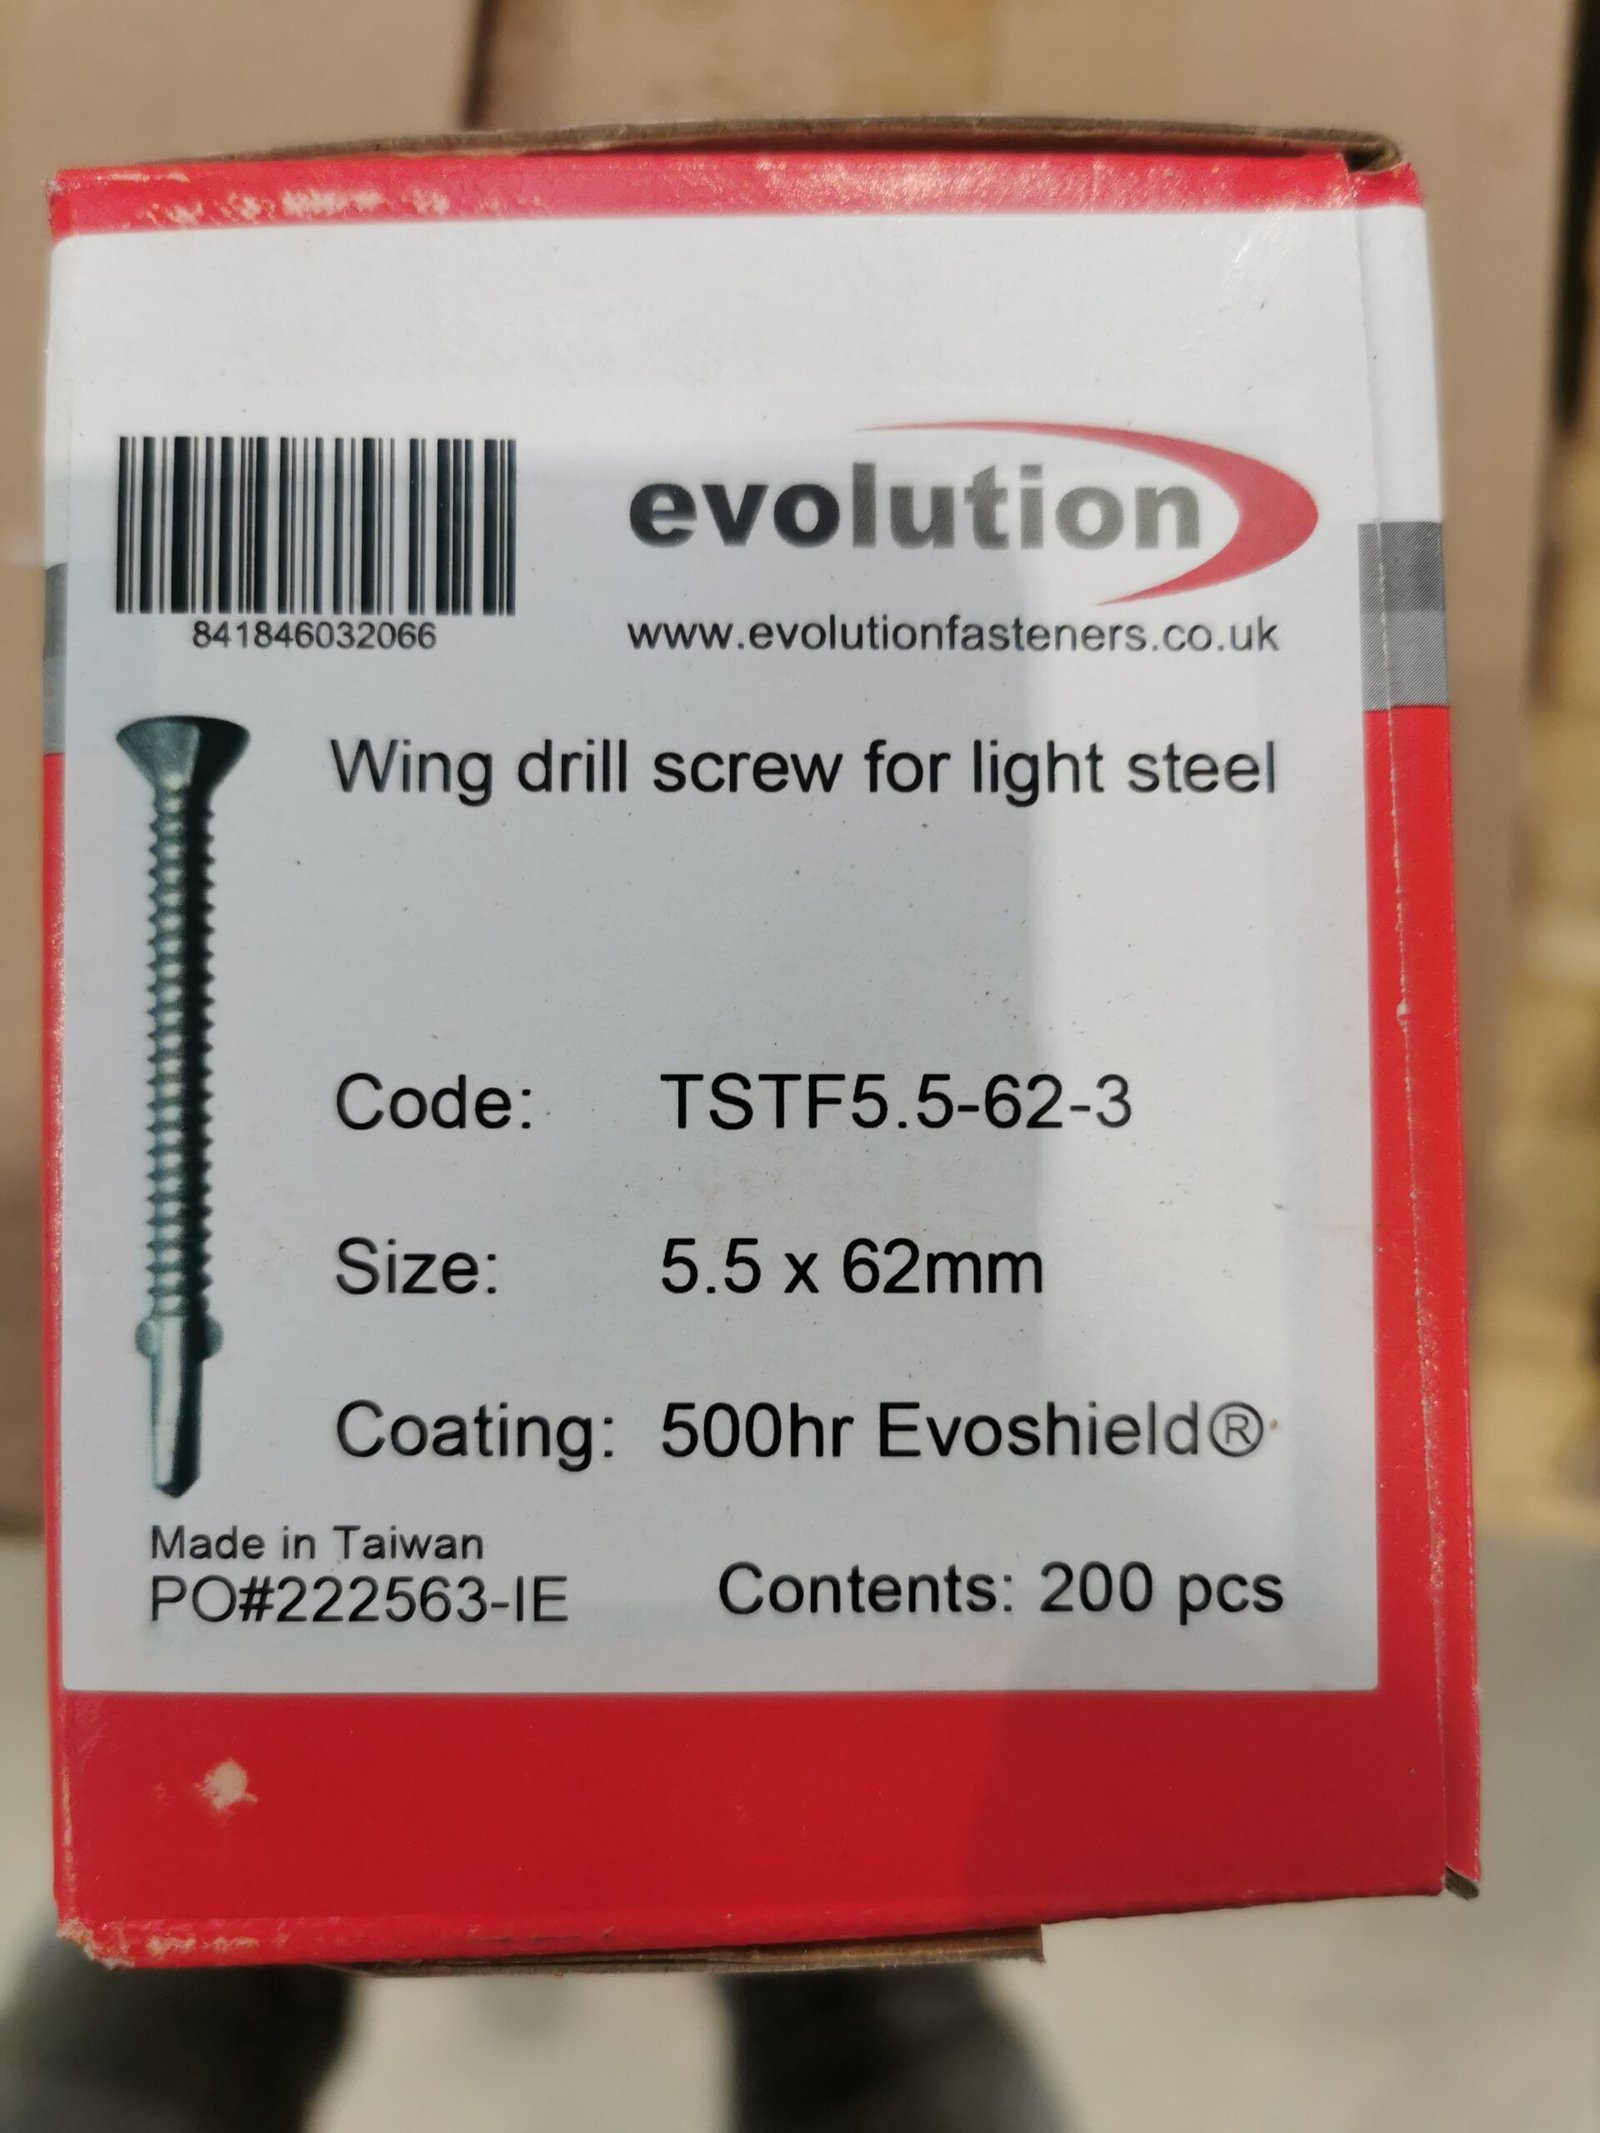 evolution
841846032066
www.evolutionfasteners.co.uk
Wing drill screw for light steel
Code: TSTF5.5-62-3
Size: 5.5 x 62mm
Coating: 500hr Evoshield®
Made in Taiwan
PO#222563-IE
Contents: 200 pcs